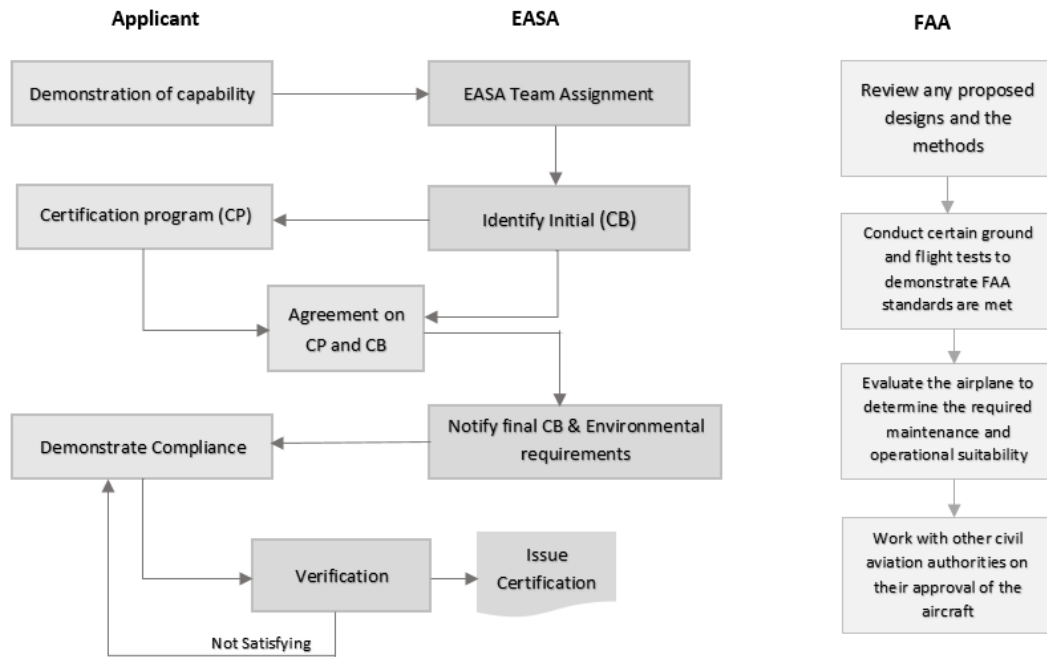 Applicant
EASA
FAA
Demonstration of capability
EASA Team Assignment
Review any proposed
designs and the
methods
Certification program (CP)
Identify Initial (CB)
Conduct certain ground
and flight tests to
demonstrate FAA
standards are met
Agreement on
CP and CB
Evaluate the airplane to
determine the required
maintenance and
operational suitability
Demonstrate Compliance
Notify final CB & Environmental
requirements
Work with other civil
aviation authorities on
their approval of the
aircraft
Verification
Issue
Certification
Not Satisfying